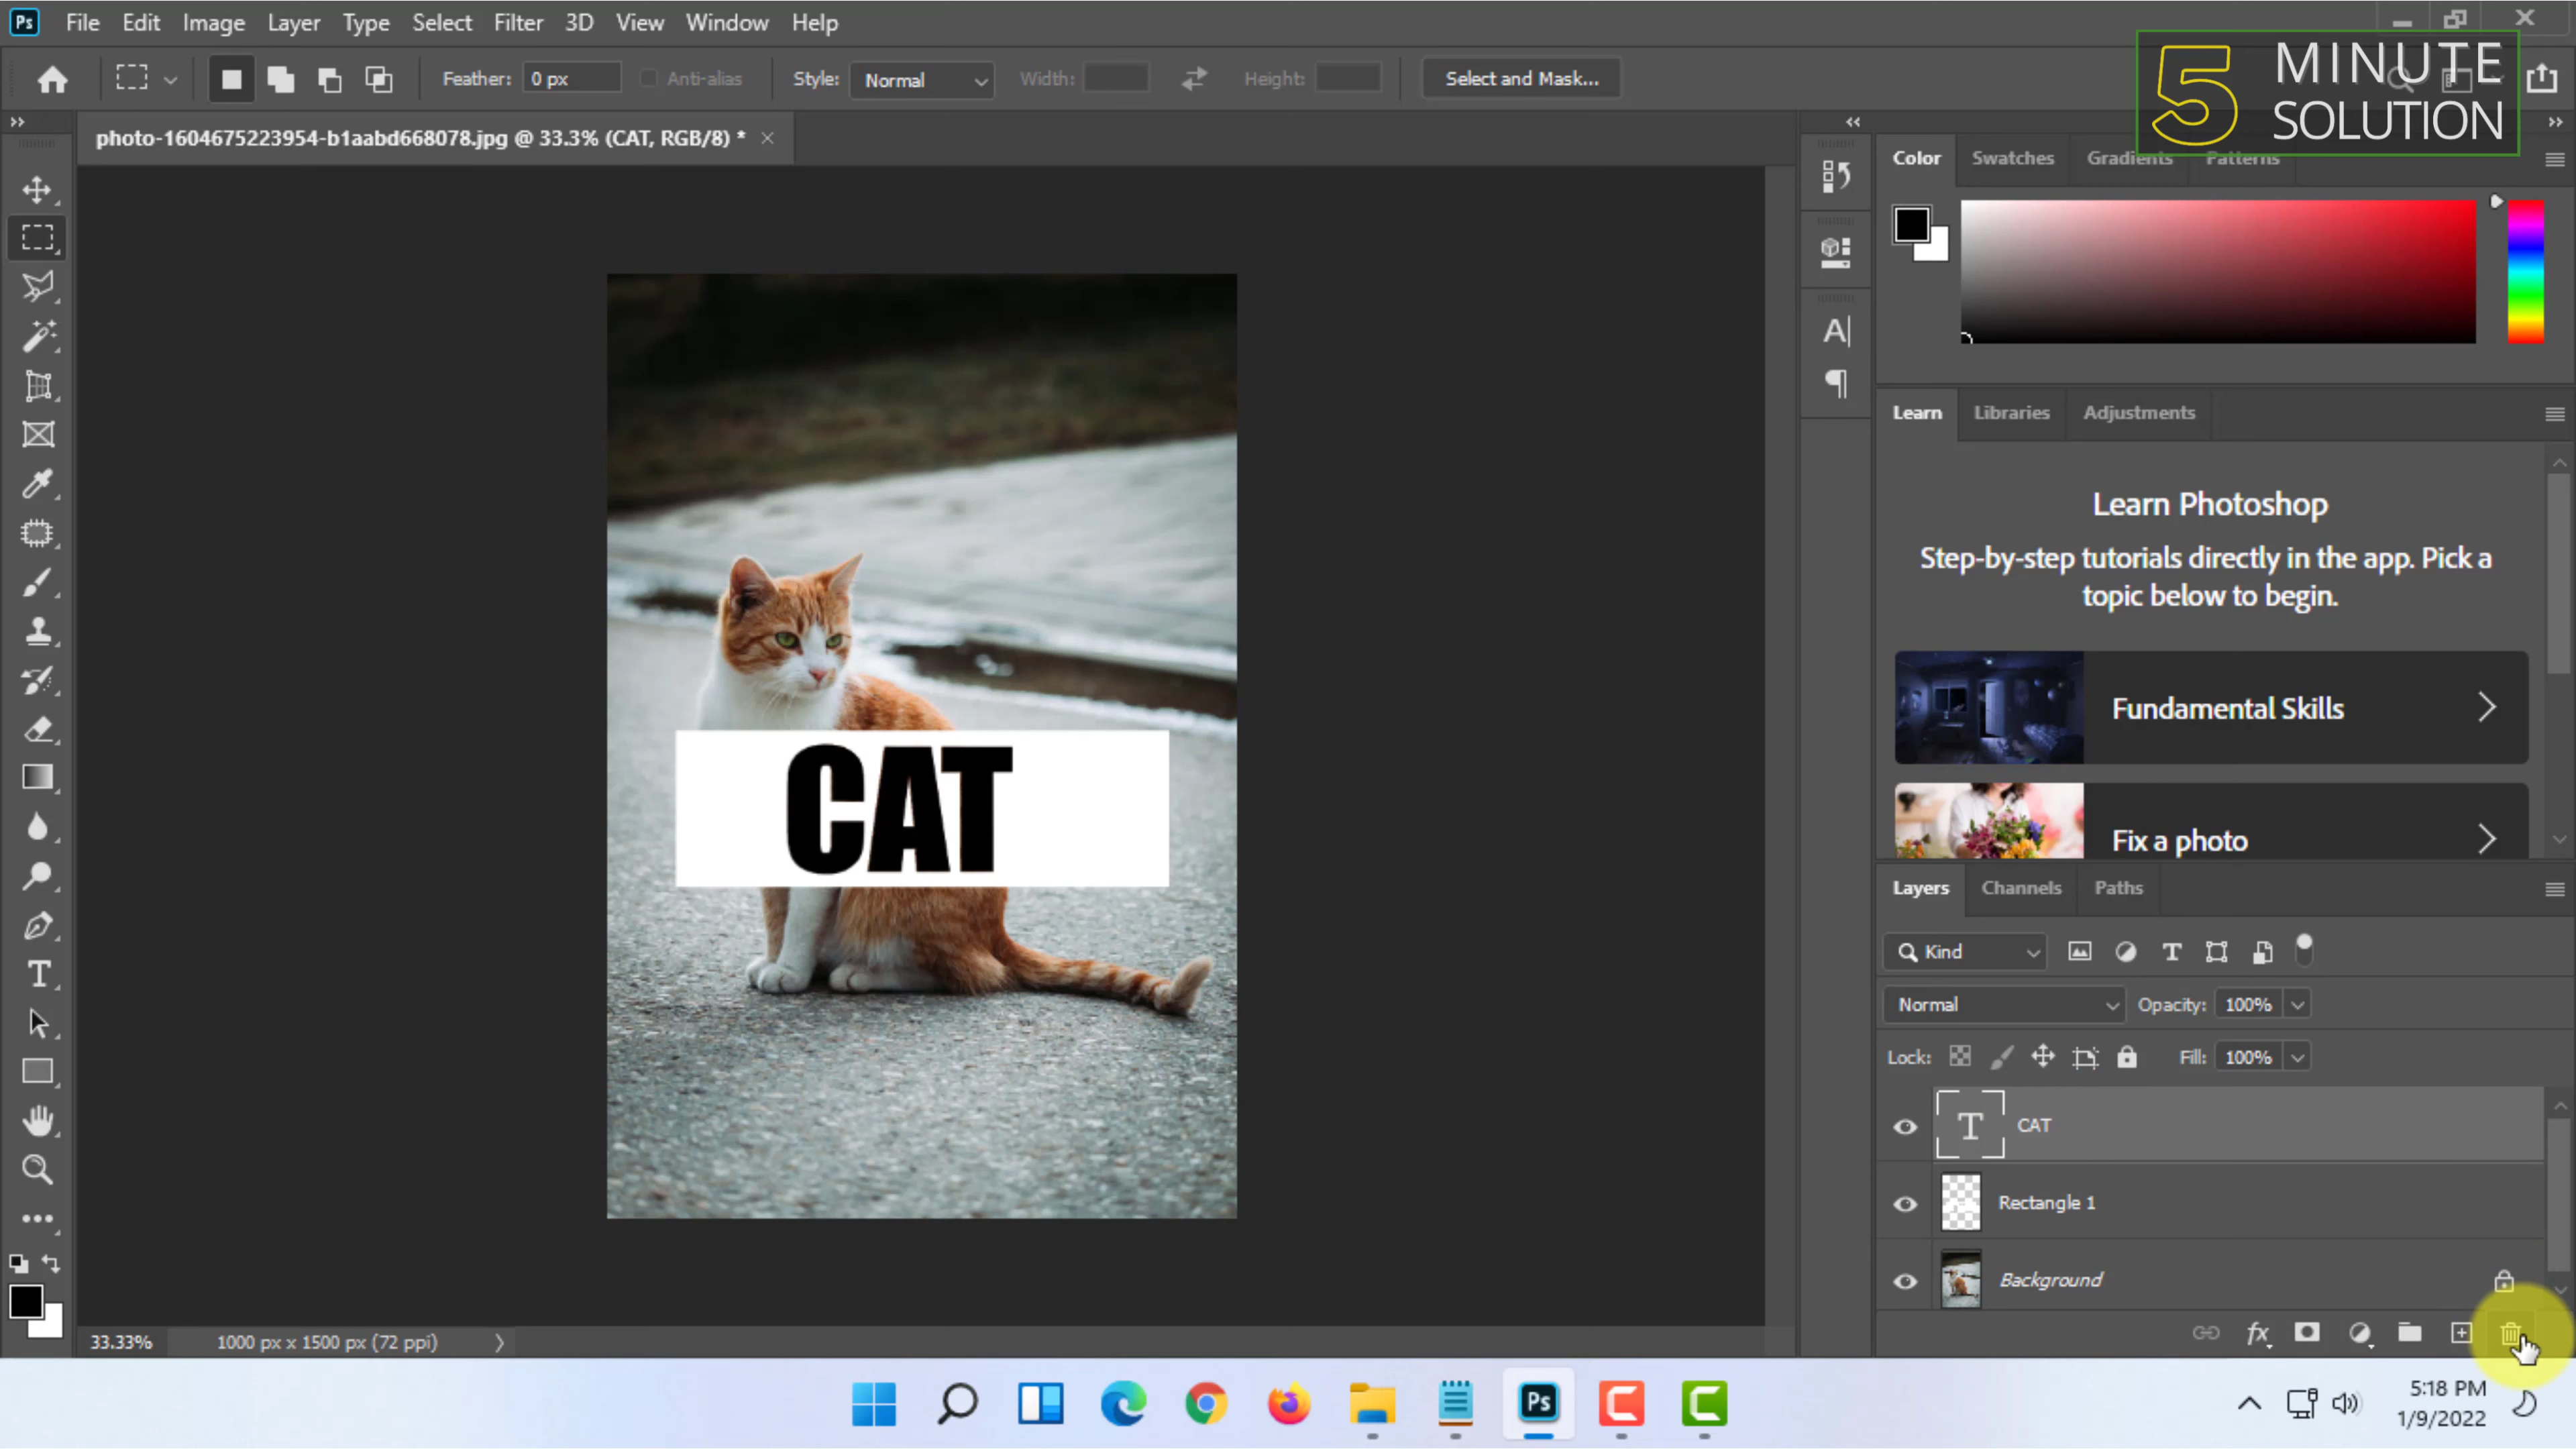 Ps File Edit Image Layer Type Select Filter 3D View Window Help
5 MINUTE
SOLUTION
Feather: 0 px Anti-alias Style: Normal Width: Height: Select and Mask...
photo-1604675223954-b1aabd668078.jpg @ 33.3% (CAT, RGB/8) *
Color Swatches Gradients Patterns
Learn Libraries Adjustments
Learn Photoshop
Step-by-step tutorials directly in the app. Pick a
topic below to begin.
Fundamental Skills
Fix a photo
CAT
Layers Channels Paths
Kind
Normal Opacity: 100%
Lock: Fill: 100%
CAT
Rectangle 1
Background
33.33% 1000 px x 1500 px (72 ppi)
Ps
5:18 PM
1/9/2022